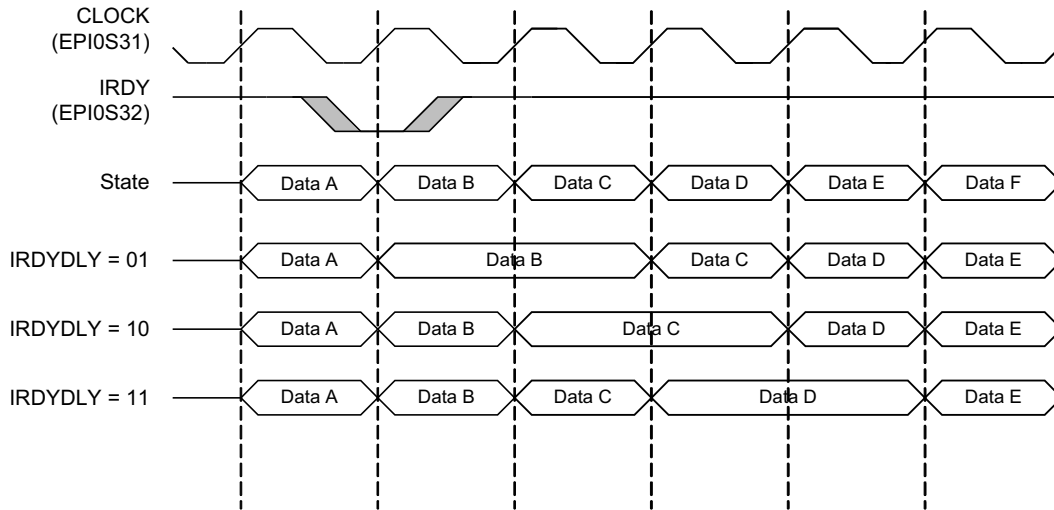 CLOCK
(EPI0S31)
IRDY
(EPI0S32)
State Data A Data B Data C Data D Data E Data F
IRDYDLY = 01 Data A Data B Data C Data D Data E
IRDYDLY = 10 Data A Data B Data C Data D Data E
IRDYDLY = 11 Data A Data B Data C Data D Data E